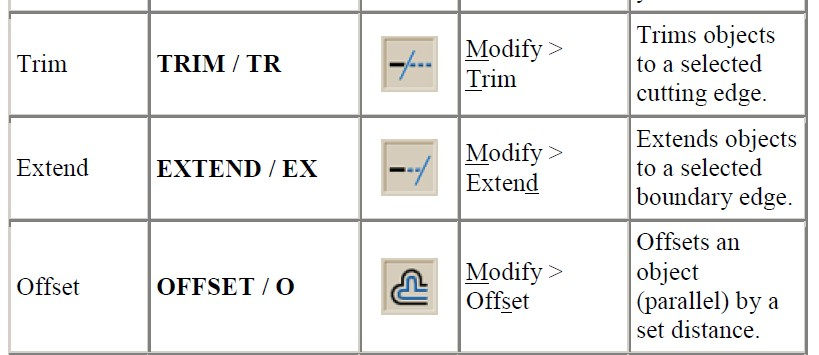 Trim
TRIM / TR
Modify >
Trim
Trims objects
to a selected
cutting edge.
Extend
EXTEND / EX
Modify >
Extend
Extends objects
to a selected
boundary edge.
Offset
OFFSET / O
Modify >
Offset
Offsets an
object
(parallel) by a
set distance.